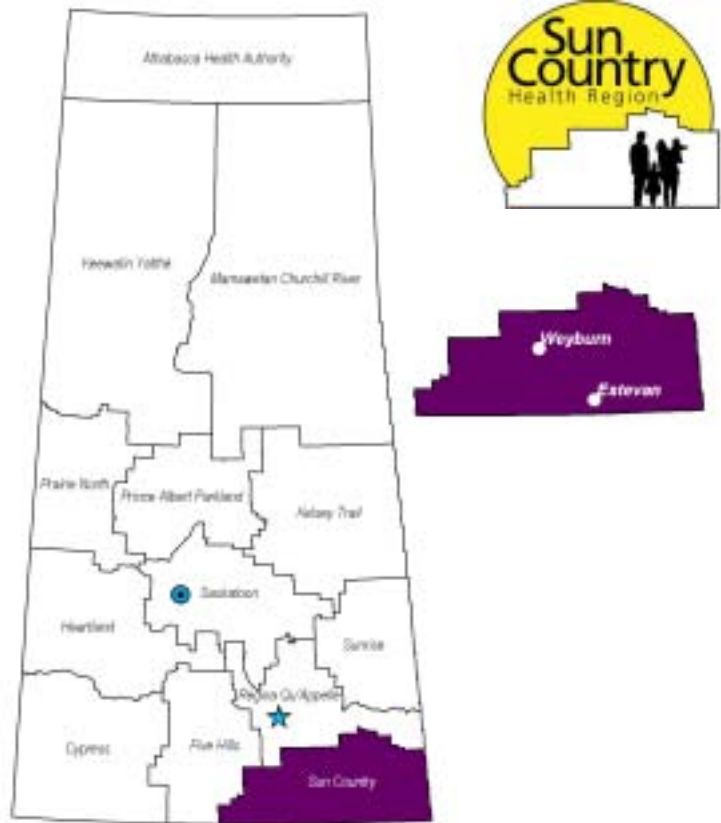 Athabasca Health Authority
Sun
Country
Health Region
Keewatin Yatthé
Mamawetan Churchill River
Weyburn
Estevan
Prairie North
Prince Albert Parkland
Kelsey Trail
Saskatoon
Heartland
Sunrise
Regina Qu'Appelle
Cypress
Five Hills
Sun Country